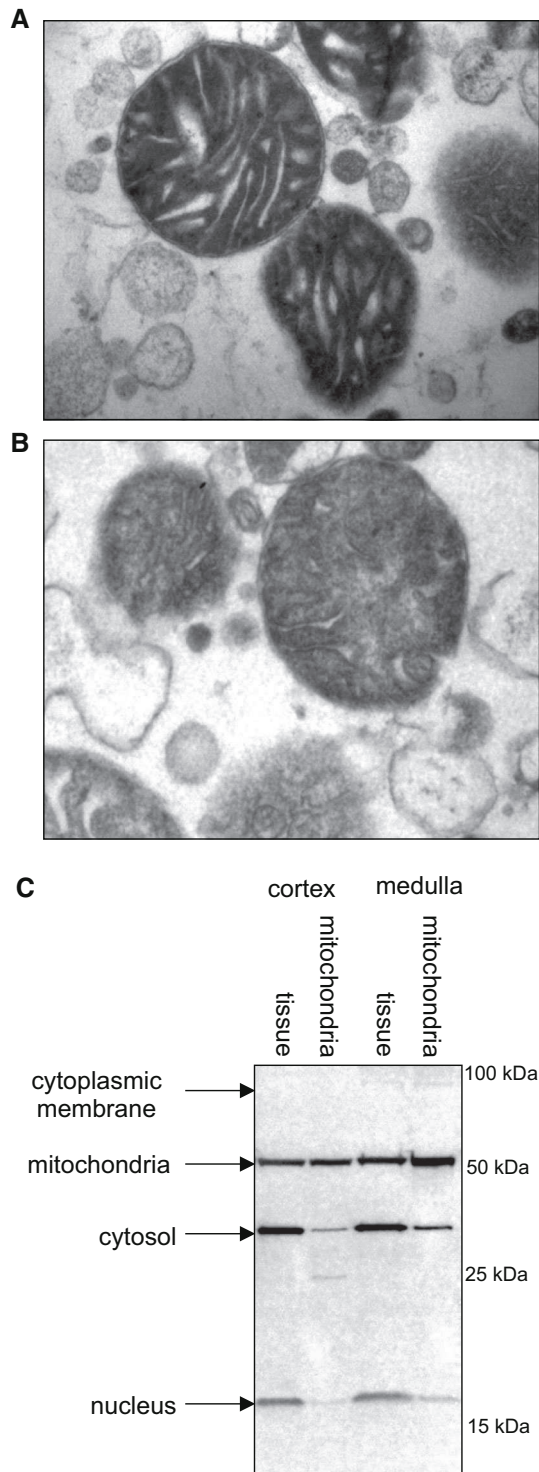 A
B
C
cortex
medulla
tissue
mitochondria
tissue
mitochondria
cytoplasmic
membrane
mitochondria
cytosol
nucleus
100 kDa
50 kDa
25 kDa
15 kDa